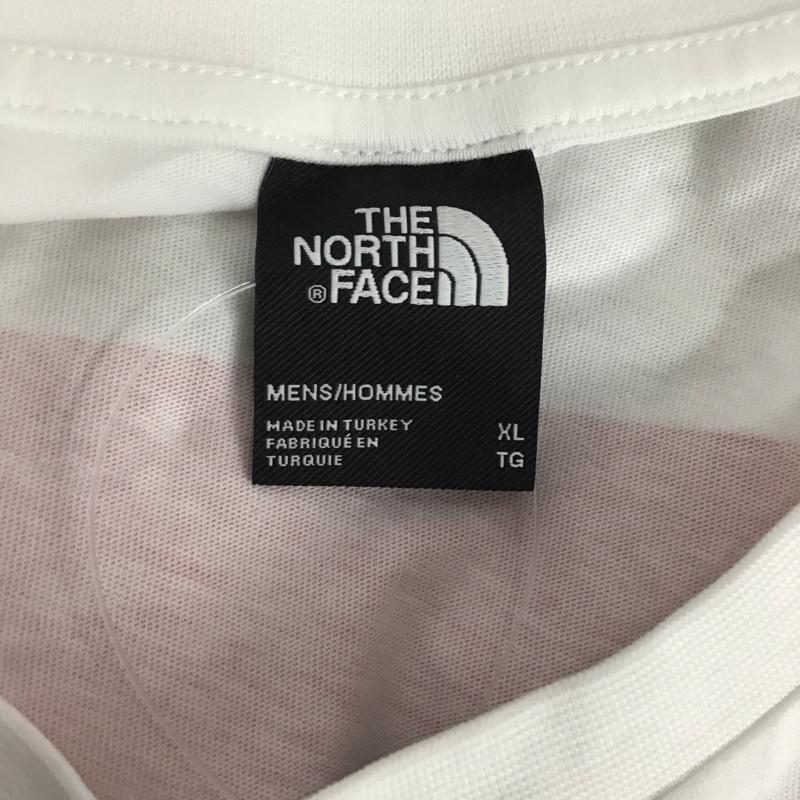 THE
NORTH
® FACE
MENS/HOMMES
MADE IN TURKEY
FABRIQUÉ EN
TURQUIE
XL
TG